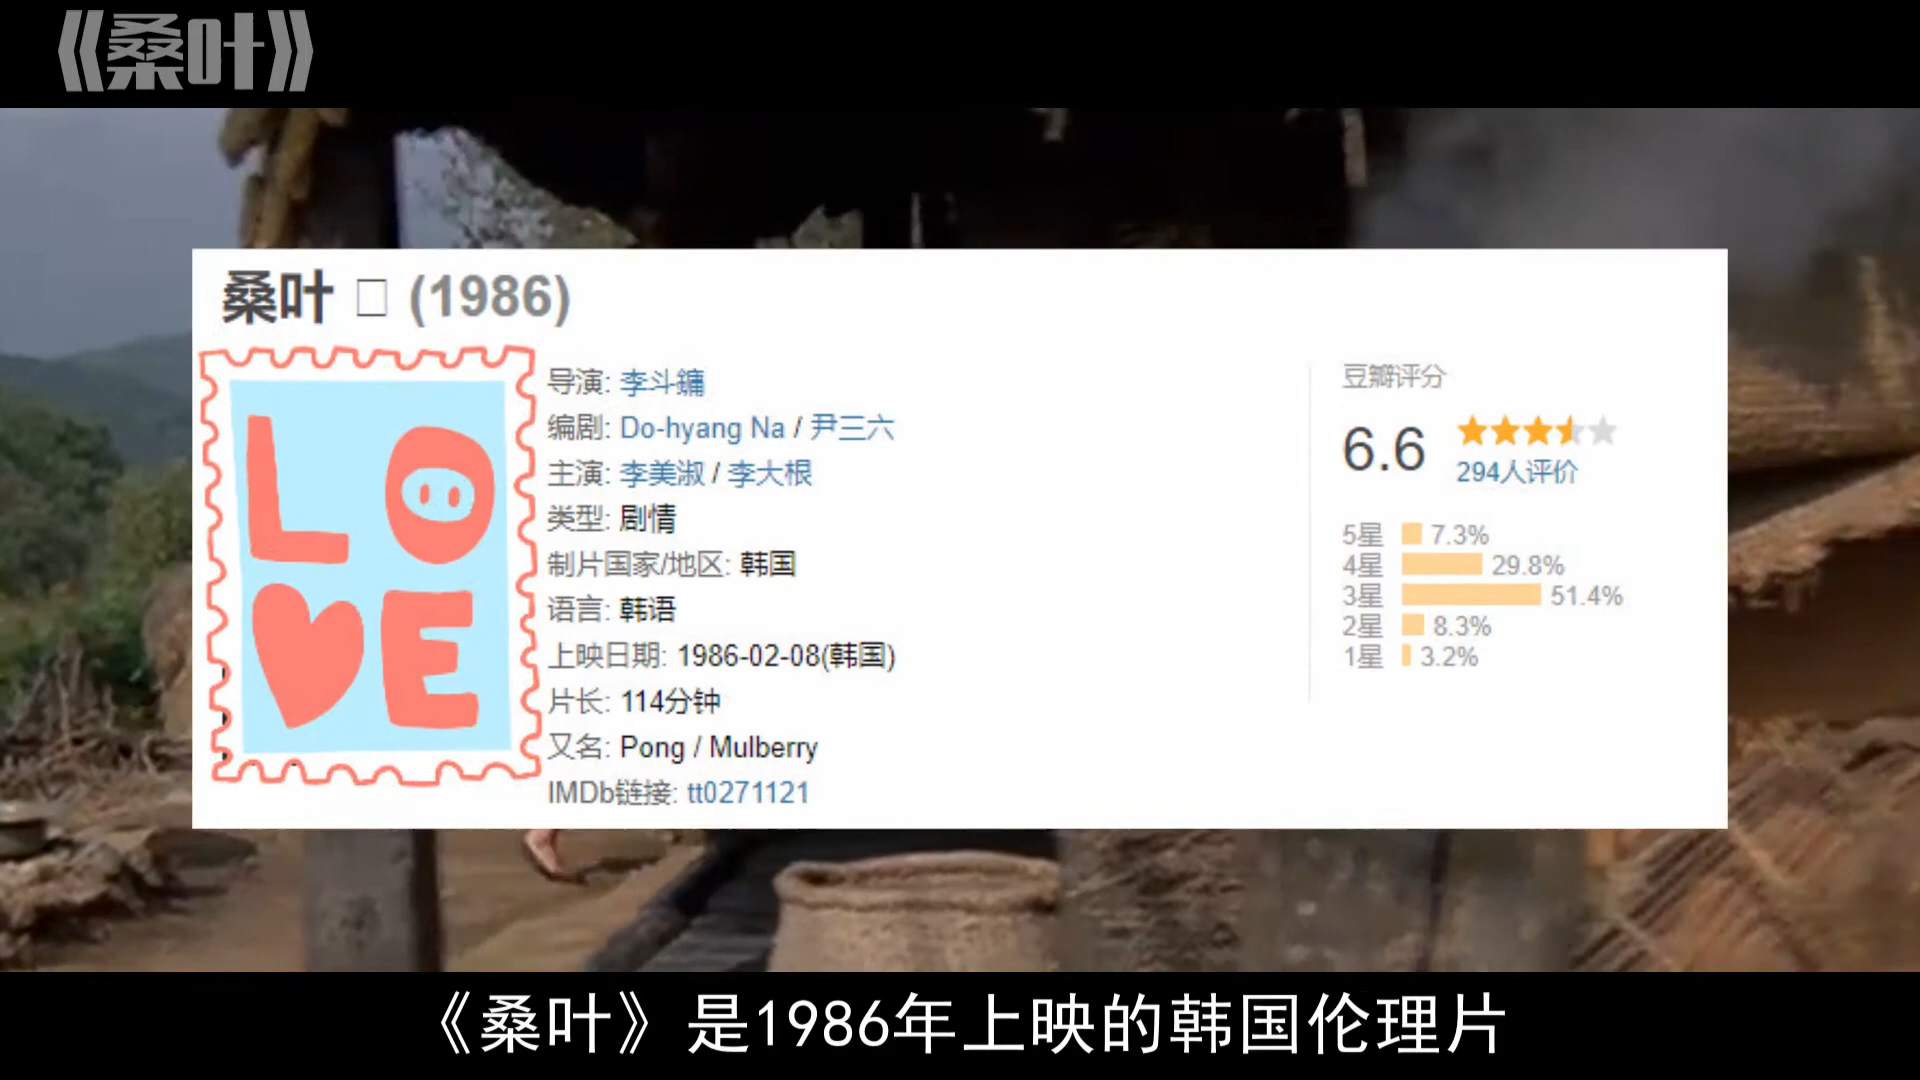 《桑叶》
桑叶 (1986)
LO
VE
导演: 李斗镛
编剧: Do-hyang Na / 尹三六
主演: 李美淑 / 李大根
类型: 剧情
制片国家/地区: 韩国
语言: 韩语
上映日期: 1986-02-08(韩国)
片长: 114分钟
又名: Pong / Mulberry
IMDb链接: tt0271121
豆瓣评分
6.6
294人评价
5星 7.3%
4星 29.8%
3星 51.4%
2星 8.3%
1星 3.2%
《桑叶》是1986年上映的韩国伦理片